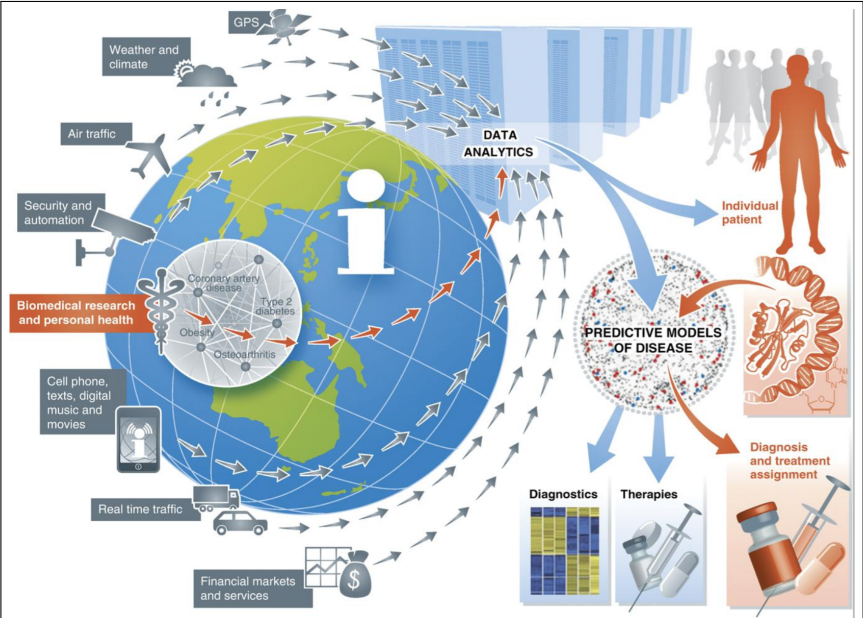 GPS
Weather and
climate
Air traffic
Security and
automation
Biomedical research
and personal health
Cell phone,
texts, digital
music and
movies
Real time traffic
Financial markets
and services
$
i
i
Coronary artery
disease
Type 2
diabetes
Obesity
Osteoarthritis
DATA
ANALYTICS
Individual
patient
PREDICTIVE MODELS
OF DISEASE
Diagnosis
and treatment
assignment
Diagnostics
Therapies